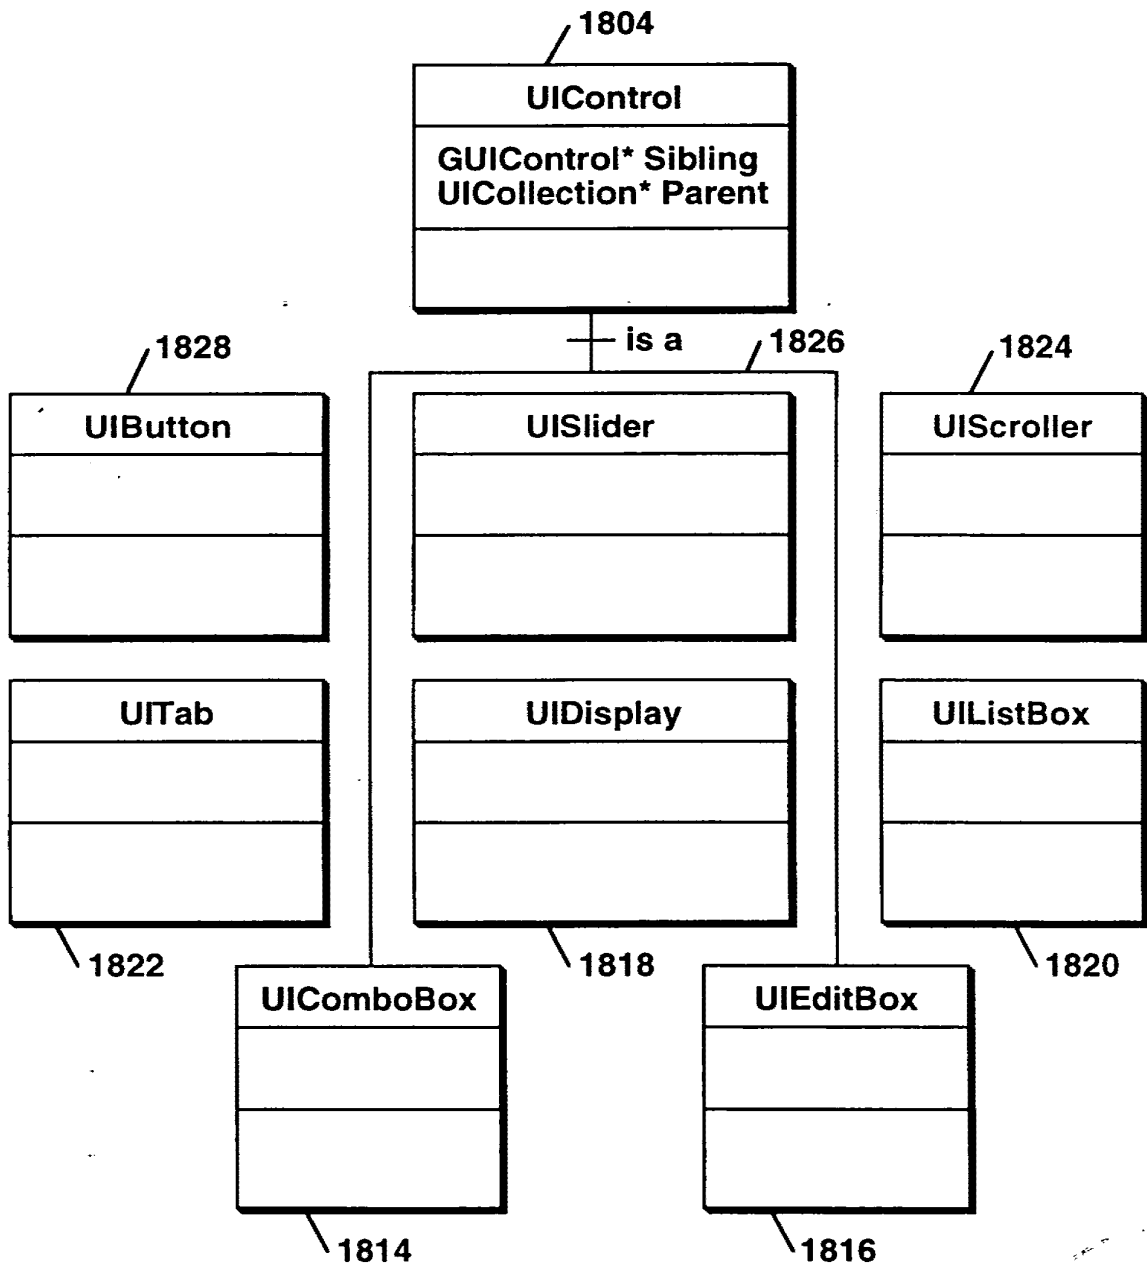 1804
UIControl
GUIControl* Sibling
UICollection* Parent
is a
1828
1826
1824
UIButton
UISlider
UIScroller
UITab
UIDisplay
UIListBox
1822
1818
1820
UIComboBox
UIEditBox
1814
1816